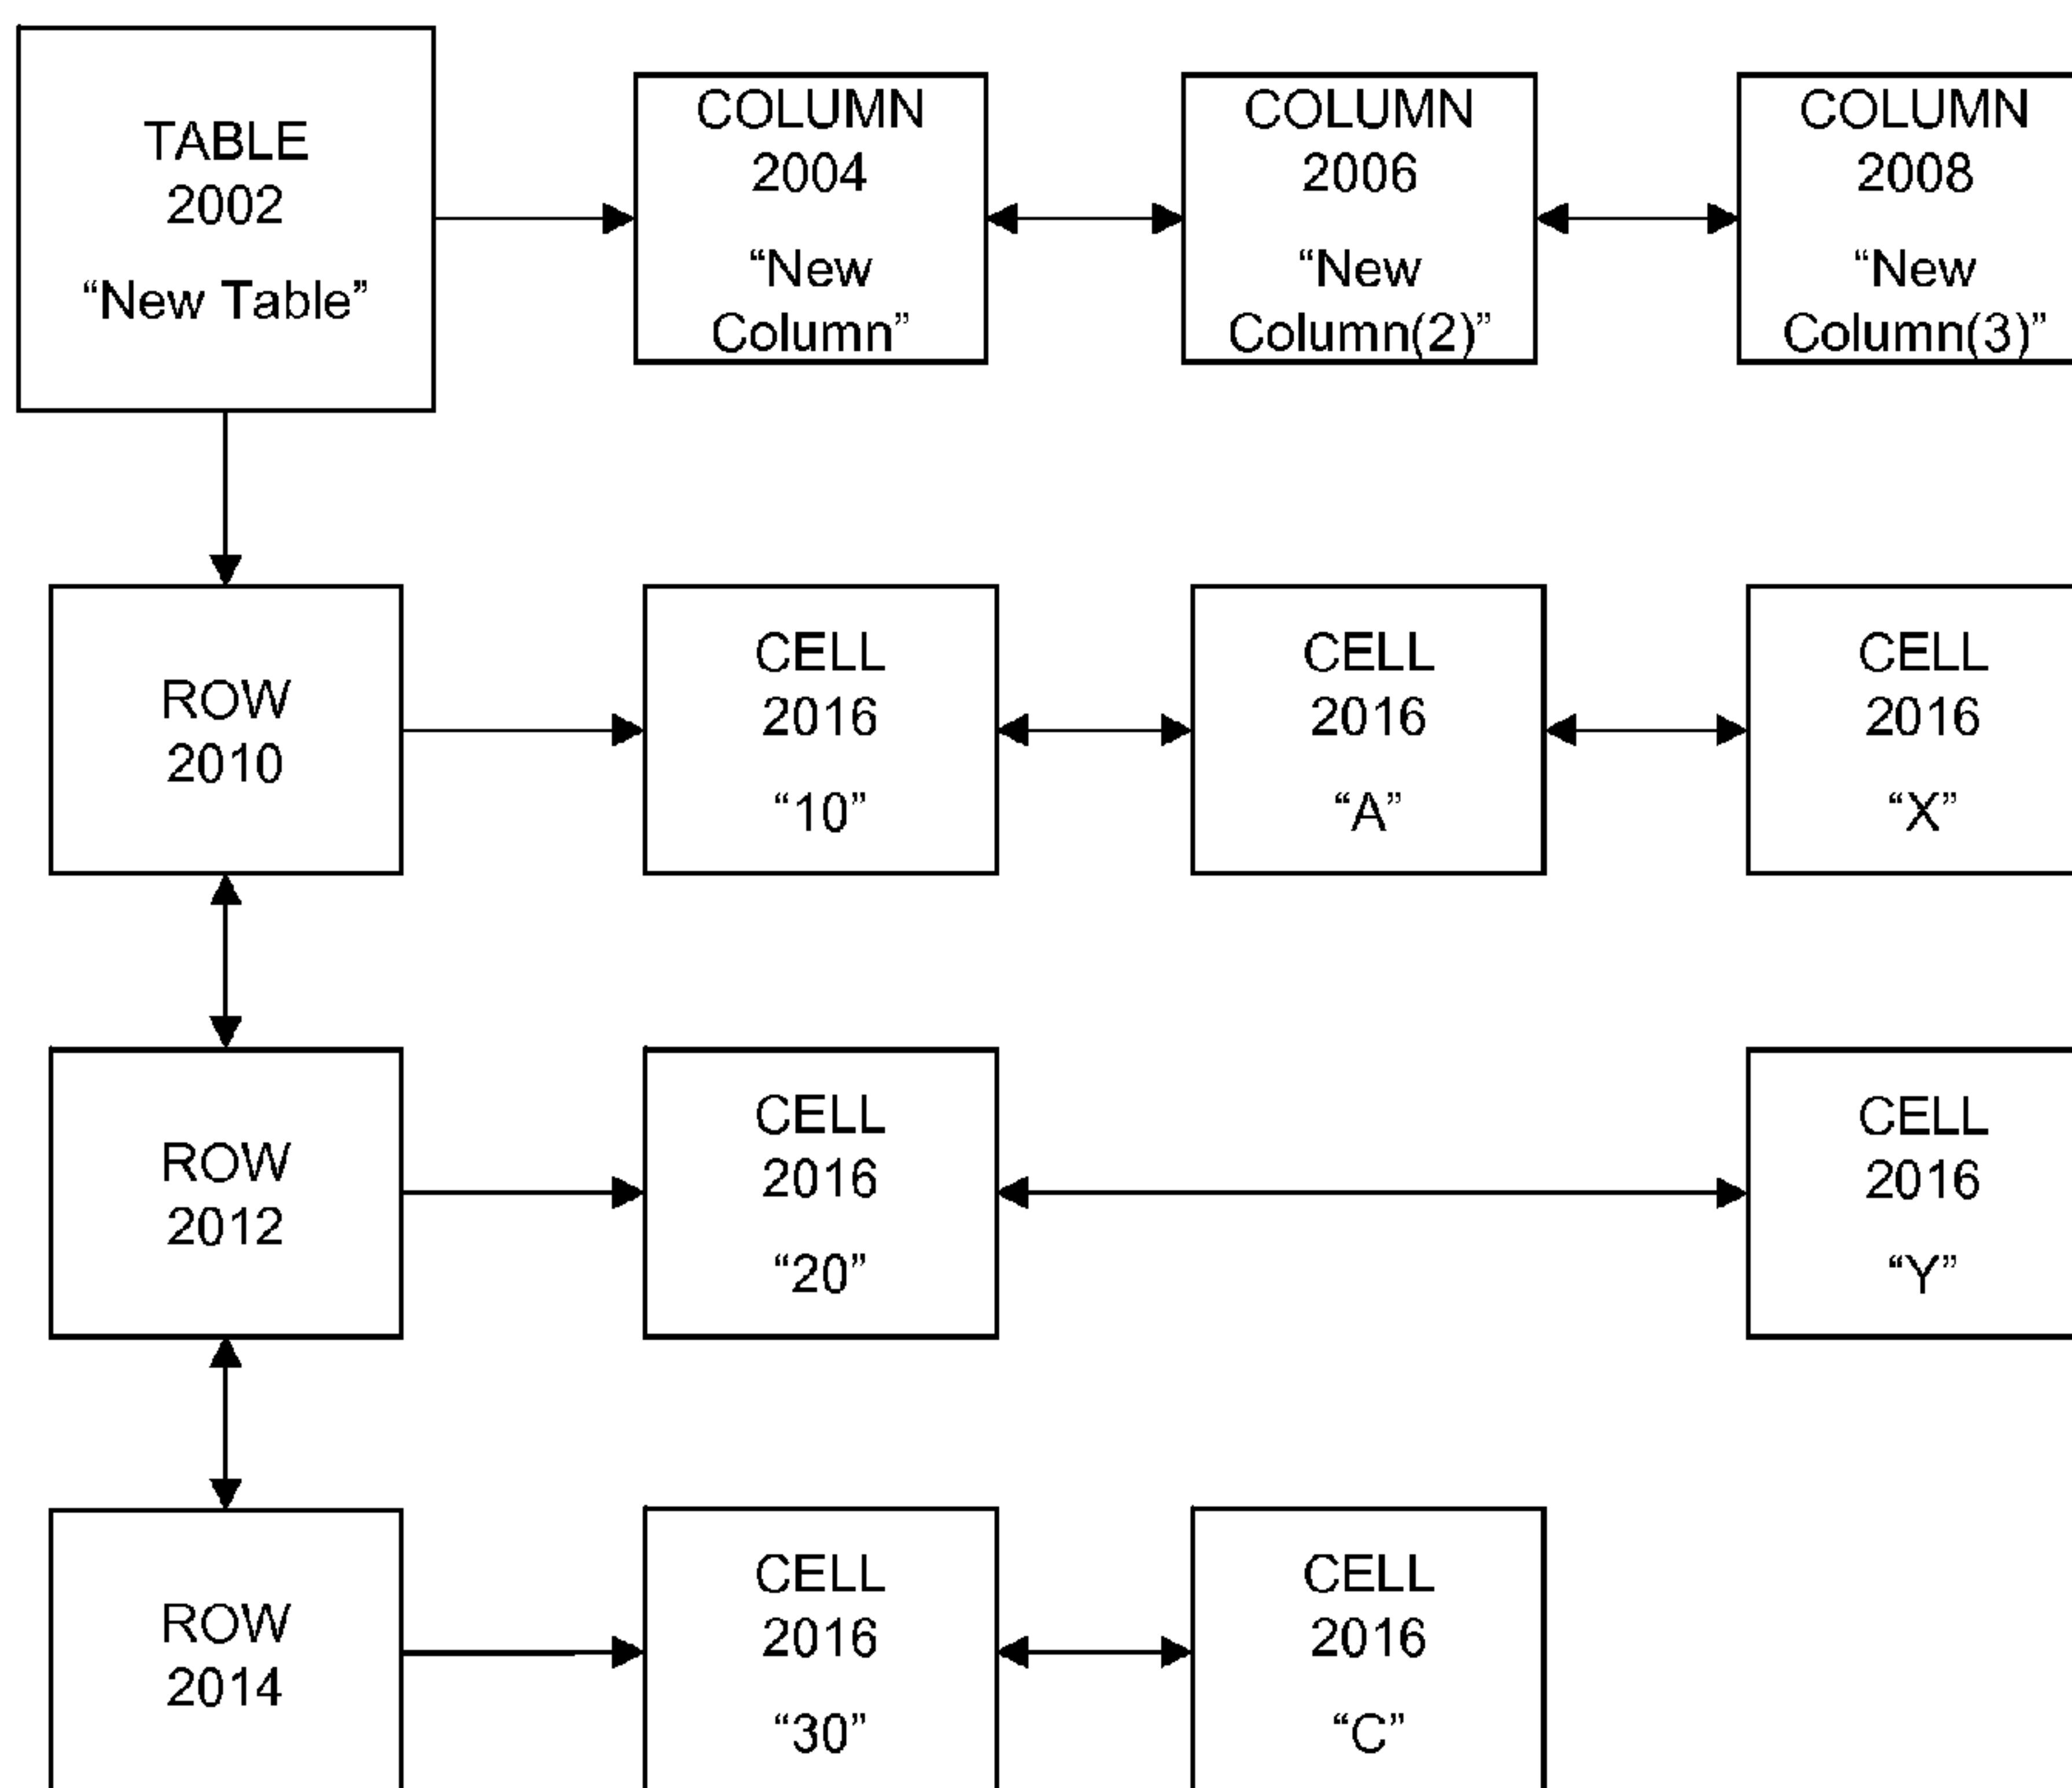 TABLE
2002
“New Table”
COLUMN
2004
“New
Column”
COLUMN
2006
“New
Column(2)”
COLUMN
2008
“New
Column(3)”
ROW
2010
CELL
2016
“10”
CELL
2016
“A”
CELL
2016
“X”
ROW
2012
CELL
2016
“20”
CELL
2016
“Y”
ROW
2014
CELL
2016
“30”
CELL
2016
“C”